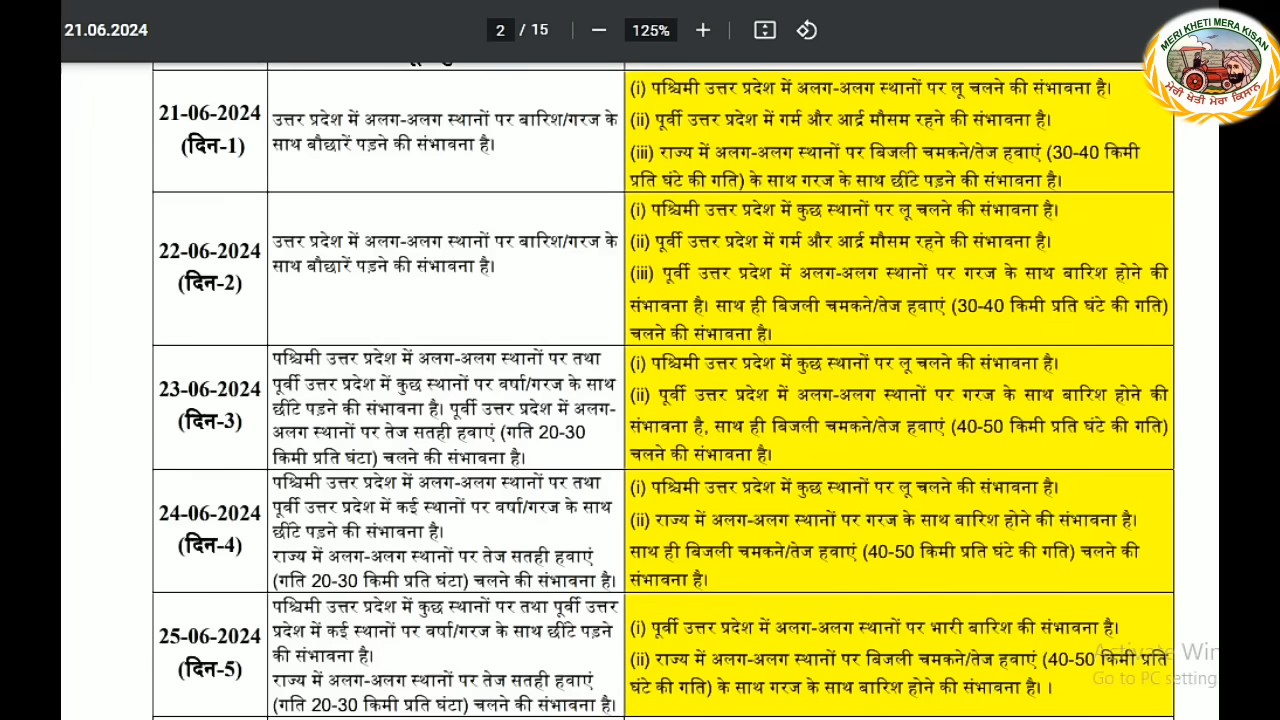 21.06.2024
2 / 15
125%
MERI KHETI MERA KISAN
ਮੇਰੀ ਖੇਤੀ ਮੇਰਾ ਕਿਸਾਨ
21-06-2024
(दिन-1)
उत्तर प्रदेश में अलग-अलग स्थानों पर बारिश/गरज के
साथ बौछारें पड़ने की संभावना है।
(i) पश्चिमी उत्तर प्रदेश में अलग-अलग स्थानों पर लू चलने की संभावना है।
(ii) पूर्वी उत्तर प्रदेश में गर्म और आर्द्र मौसम रहने की संभावना है।
(iii) राज्य में अलग-अलग स्थानों पर बिजली चमकने/तेज हवाएं (30-40 किमी
प्रति घंटे की गति) के साथ गरज के साथ छींटे पड़ने की संभावना है।
22-06-2024
(दिन-2)
उत्तर प्रदेश में अलग-अलग स्थानों पर बारिश/गरज के
साथ बौछारें पड़ने की संभावना है।
(i) पश्चिमी उत्तर प्रदेश में कुछ स्थानों पर लू चलने की संभावना है।
(ii) पूर्वी उत्तर प्रदेश में गर्म और आर्द्र मौसम रहने की संभावना है।
(iii) पूर्वी उत्तर प्रदेश में अलग-अलग स्थानों पर गरज के साथ बारिश होने की
संभावना है। साथ ही बिजली चमकने/तेज हवाएं (30-40 किमी प्रति घंटे की गति)
चलने की संभावना है।
23-06-2024
(दिन-3)
पश्चिमी उत्तर प्रदेश में अलग-अलग स्थानों पर तथा
पूर्वी उत्तर प्रदेश में कुछ स्थानों पर वर्षा/गरज के साथ
छींटे पड़ने की संभावना है। पूर्वी उत्तर प्रदेश में अलग-
अलग स्थानों पर तेज सतही हवाएं (गति 20-30
किमी प्रति घंटा) चलने की संभावना है।
(i) पश्चिमी उत्तर प्रदेश में कुछ स्थानों पर लू चलने की संभावना है।
(ii) पूर्वी उत्तर प्रदेश में अलग-अलग स्थानों पर गरज के साथ बारिश होने की
संभावना है, साथ ही बिजली चमकने/तेज हवाएं (40-50 किमी प्रति घंटे की गति)
चलने की संभावना है।
24-06-2024
(दिन-4)
पश्चिमी उत्तर प्रदेश में अलग-अलग स्थानों पर तथा
पूर्वी उत्तर प्रदेश में कई स्थानों पर वर्षा/गरज के साथ
छींटे पड़ने की संभावना है।
राज्य में अलग-अलग स्थानों पर तेज सतही हवाएं
(गति 20-30 किमी प्रति घंटा) चलने की संभावना है।
(i) पश्चिमी उत्तर प्रदेश में कुछ स्थानों पर लू चलने की संभावना है।
(ii) राज्य में अलग-अलग स्थानों पर गरज के साथ बारिश होने की संभावना है।
साथ ही बिजली चमकने/तेज हवाएं (40-50 किमी प्रति घंटे की गति) चलने की
संभावना है।
25-06-2024
(दिन-5)
पश्चिमी उत्तर प्रदेश में कुछ स्थानों पर तथा पूर्वी उत्तर
प्रदेश में कई स्थानों पर वर्षा/गरज के साथ छींटे पड़ने
की संभावना है।
राज्य में अलग-अलग स्थानों पर तेज सतही हवाएं
(गति 20-30 किमी प्रति घंटा) चलने की संभावना है।
(i) पूर्वी उत्तर प्रदेश में अलग-अलग स्थानों पर भारी बारिश की संभावना है।
(ii) राज्य में अलग-अलग स्थानों पर बिजली चमकने/तेज हवाएं (40-50 किमी प्रति
घंटे की गति) के साथ गरज के साथ बारिश होने की संभावना है। ।
Activate Win
Go to PC setting